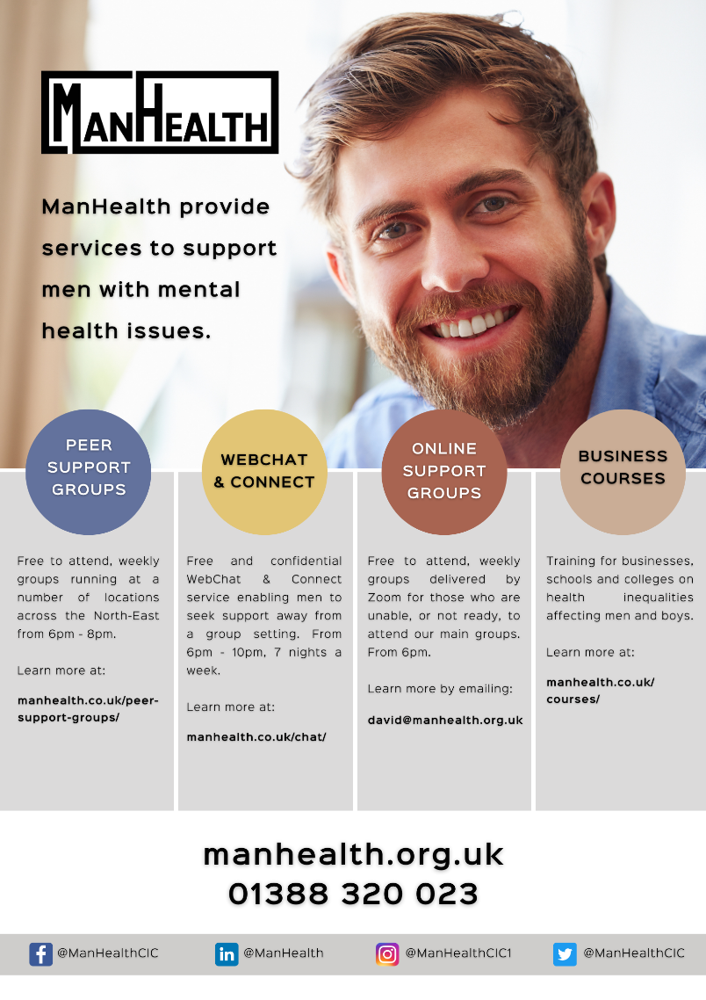 MANHEALTH
ManHealth provide
services to support
men with mental
health issues.
PEER
SUPPORT
GROUPS
Free to attend, weekly
groups running at a
number of locations
across the North-East
from 6pm - 8pm.
Learn more at:
manhealth.co.uk/peer-
support-groups/
WEBCHAT
& CONNECT
Free and confidential
WebChat & Connect
service enabling men to
seek support away from
a group setting. From
6pm - 10pm, 7 nights a
week.
Learn more at:
manhealth.co.uk/chat/
ONLINE
SUPPORT
GROUPS
Free to attend, weekly
groups delivered by
Zoom for those who are
unable, or not ready, to
attend our main groups.
From 6pm.
Learn more by emailing:
david@manhealth.org.uk
BUSINESS
COURSES
Training for businesses,
schools and colleges on
health inequalities
affecting men and boys.
Learn more at:
manhealth.co.uk/
courses/
manhealth.org.uk
01388 320 023
@ManHealthCIC
@ManHealth
@ManHealthCIC1
@ManHealthCIC